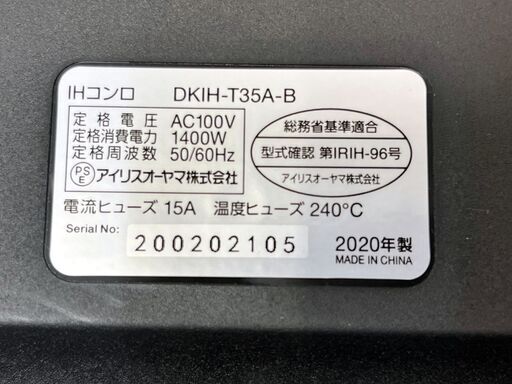 IHコンロ DKIH-T35A-B
定格電圧 AC100V
定格消費電力 1400W
定格周波数 50/60Hz
PSE アイリスオーヤマ株式会社
総務省基準適合
型式確認 第IRIH-96号
アイリスオーヤマ株式会社
電流ヒューズ 15A 温度ヒューズ 240℃
Serial No: 200202105
2020年製
MADE IN CHINA